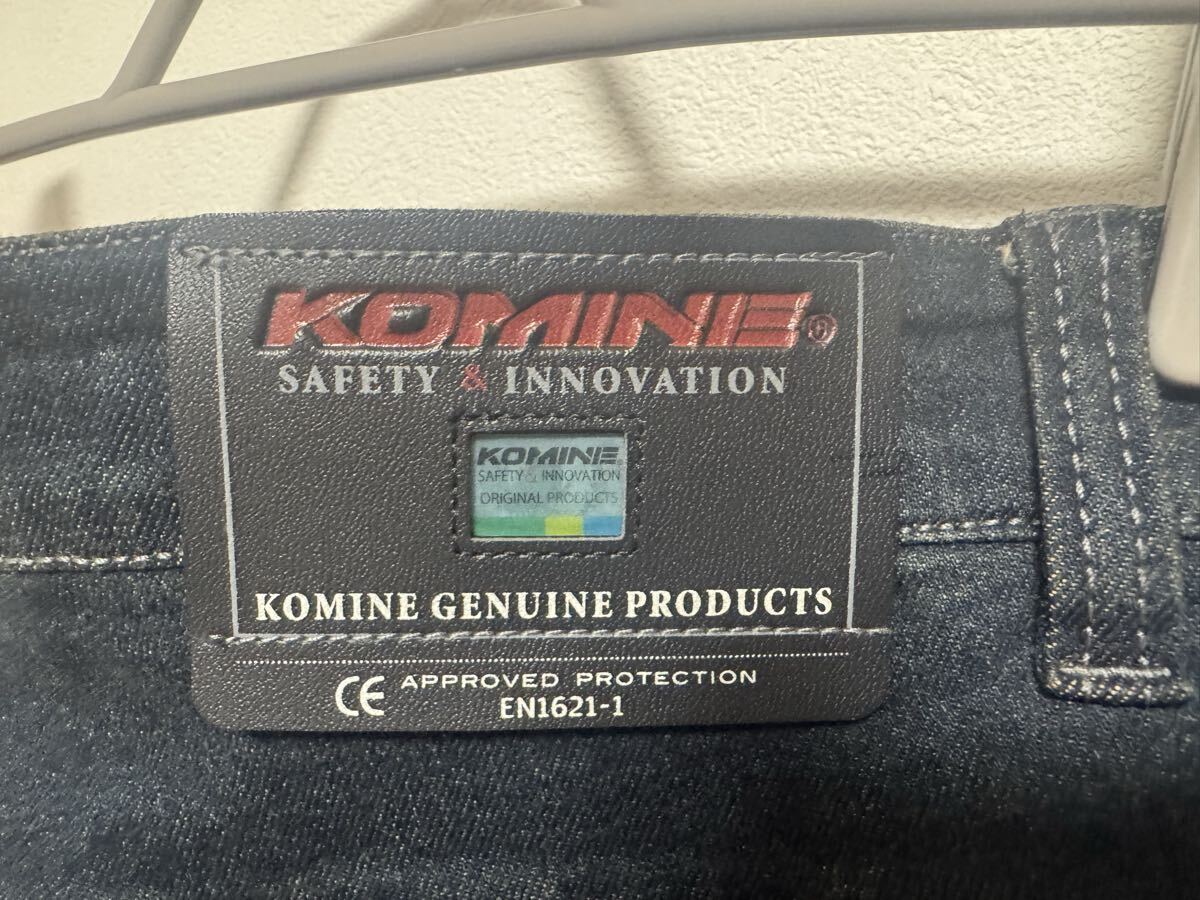 KOMINE®
SAFETY & INNOVATION
KOMINE®
SAFETY & INNOVATION
ORIGINAL PRODUCTS
KOMINE GENUINE PRODUCTS
CE APPROVED PROTECTION
EN1621-1